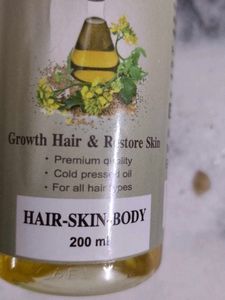 Growth Hair & Restore Skin
• Premium quality
• Cold pressed oil
• For all hair types
HAIR-SKIN-BODY
200 ml